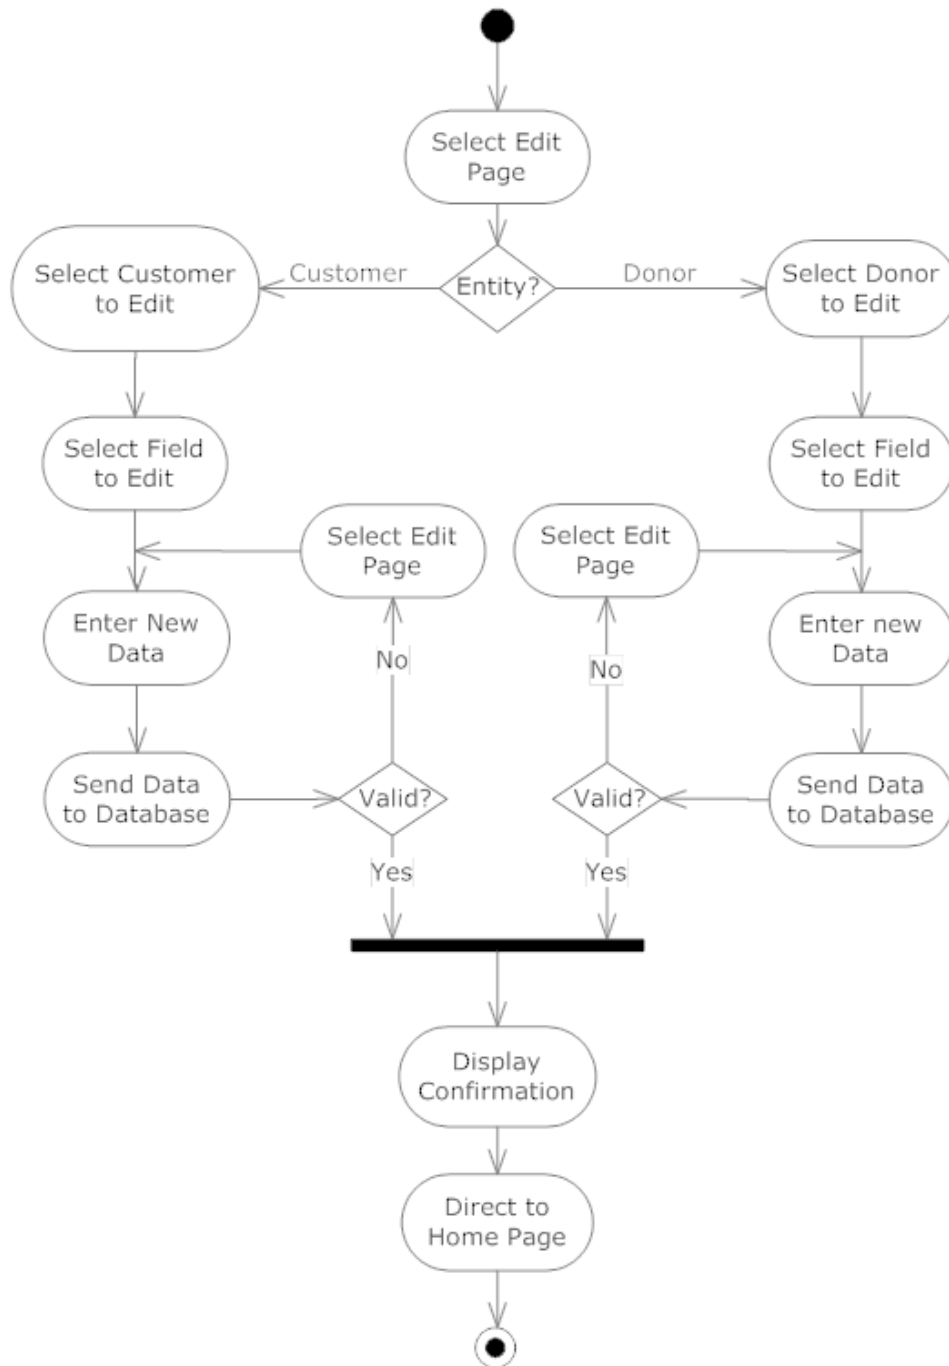 Select Edit
Page
Entity?
Customer
Donor
Select Customer
to Edit
Select Donor
to Edit
Select Field
to Edit
Select Field
to Edit
Select Edit
Page
Select Edit
Page
Enter New
Data
No
No
Enter new
Data
Send Data
to Database
Valid?
Valid?
Send Data
to Database
Yes
Yes
Display
Confirmation
Direct to
Home Page